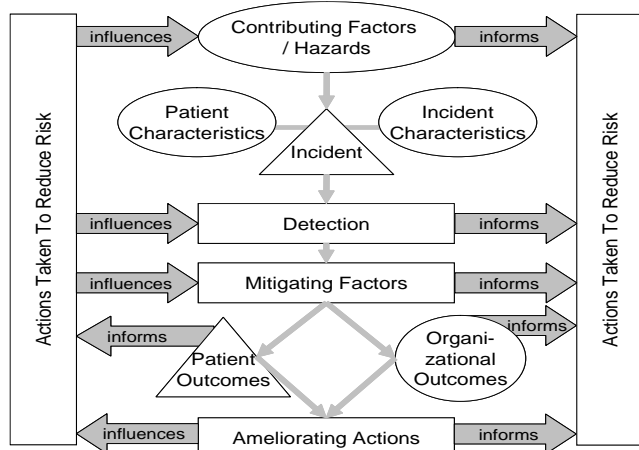 Actions Taken To Reduce Risk
influences
Contributing Factors
/ Hazards
informs
Patient
Characteristics
Incident
Characteristics
Incident
influences
Detection
informs
influences
Mitigating Factors
informs
informs
Patient
Outcomes
Organi-
zational
Outcomes
informs
influences
Ameliorating Actions
informs
Actions Taken To Reduce Risk